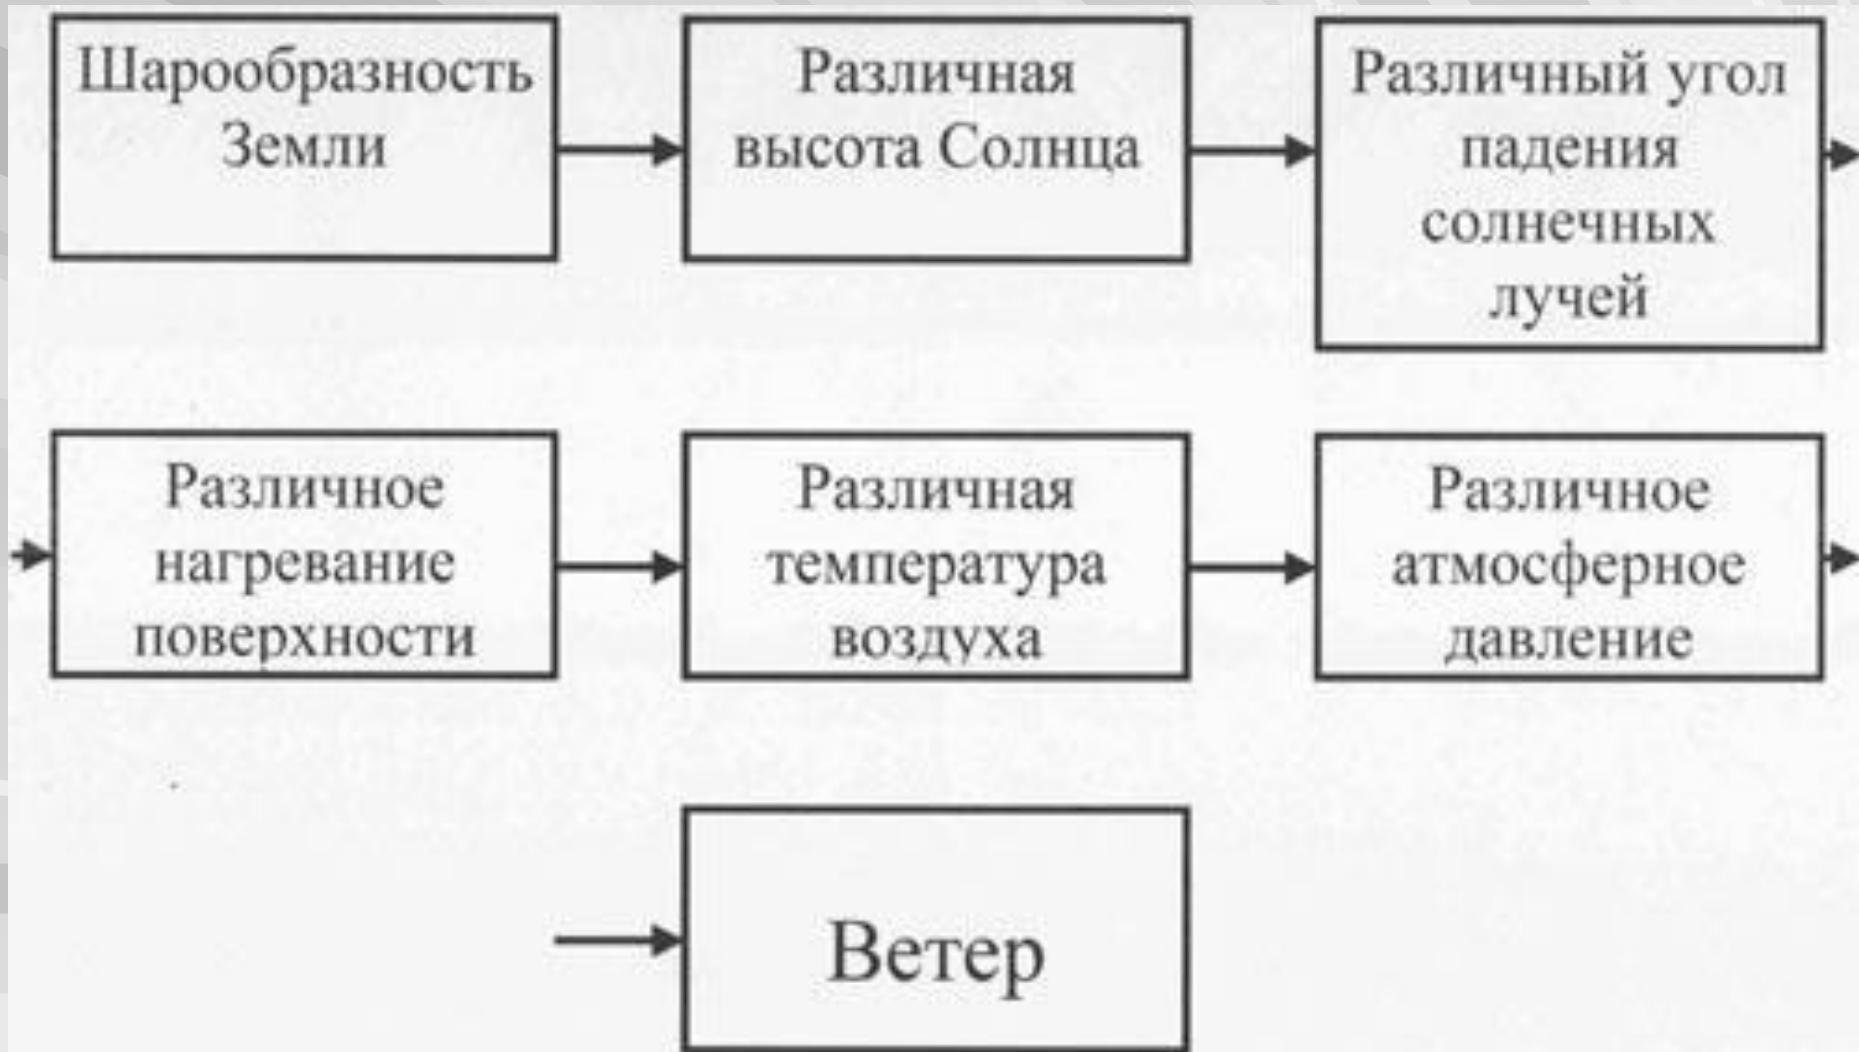 Шарообразность
Земли
Различная
высота Солнца
Различный угол
падения
солнечных
лучей
Различное
нагревание
поверхности
Различная
температура
воздуха
Различное
атмосферное
давление
Ветер